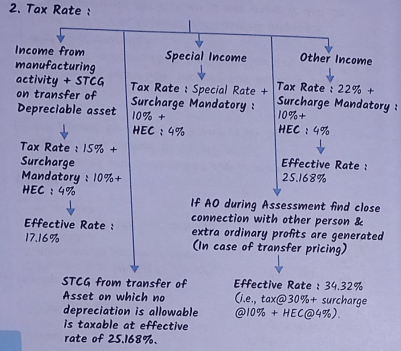 2. Tax Rate :
Income from
manufacturing
activity + STCG
on transfer of
Depreciable asset
Tax Rate : 15% +
Surcharge
Mandatory : 10%+
HEC : 4%
Effective Rate :
17.16%
Special Income
Tax Rate : Special Rate +
Surcharge Mandatory :
10% +
HEC : 4%
Other Income
Tax Rate : 22% +
Surcharge Mandatory :
10%+
HEC : 4%
Effective Rate :
25.168%
If AO during Assessment find close
connection with other person &
extra ordinary profits are generated
(In case of transfer pricing)
STCG from transfer of
Asset on which no
depreciation is allowable
is taxable at effective
rate of 25.168%.
Effective Rate : 34.32%
(i.e., tax@30%+ surcharge
@10% + HEC@4%).